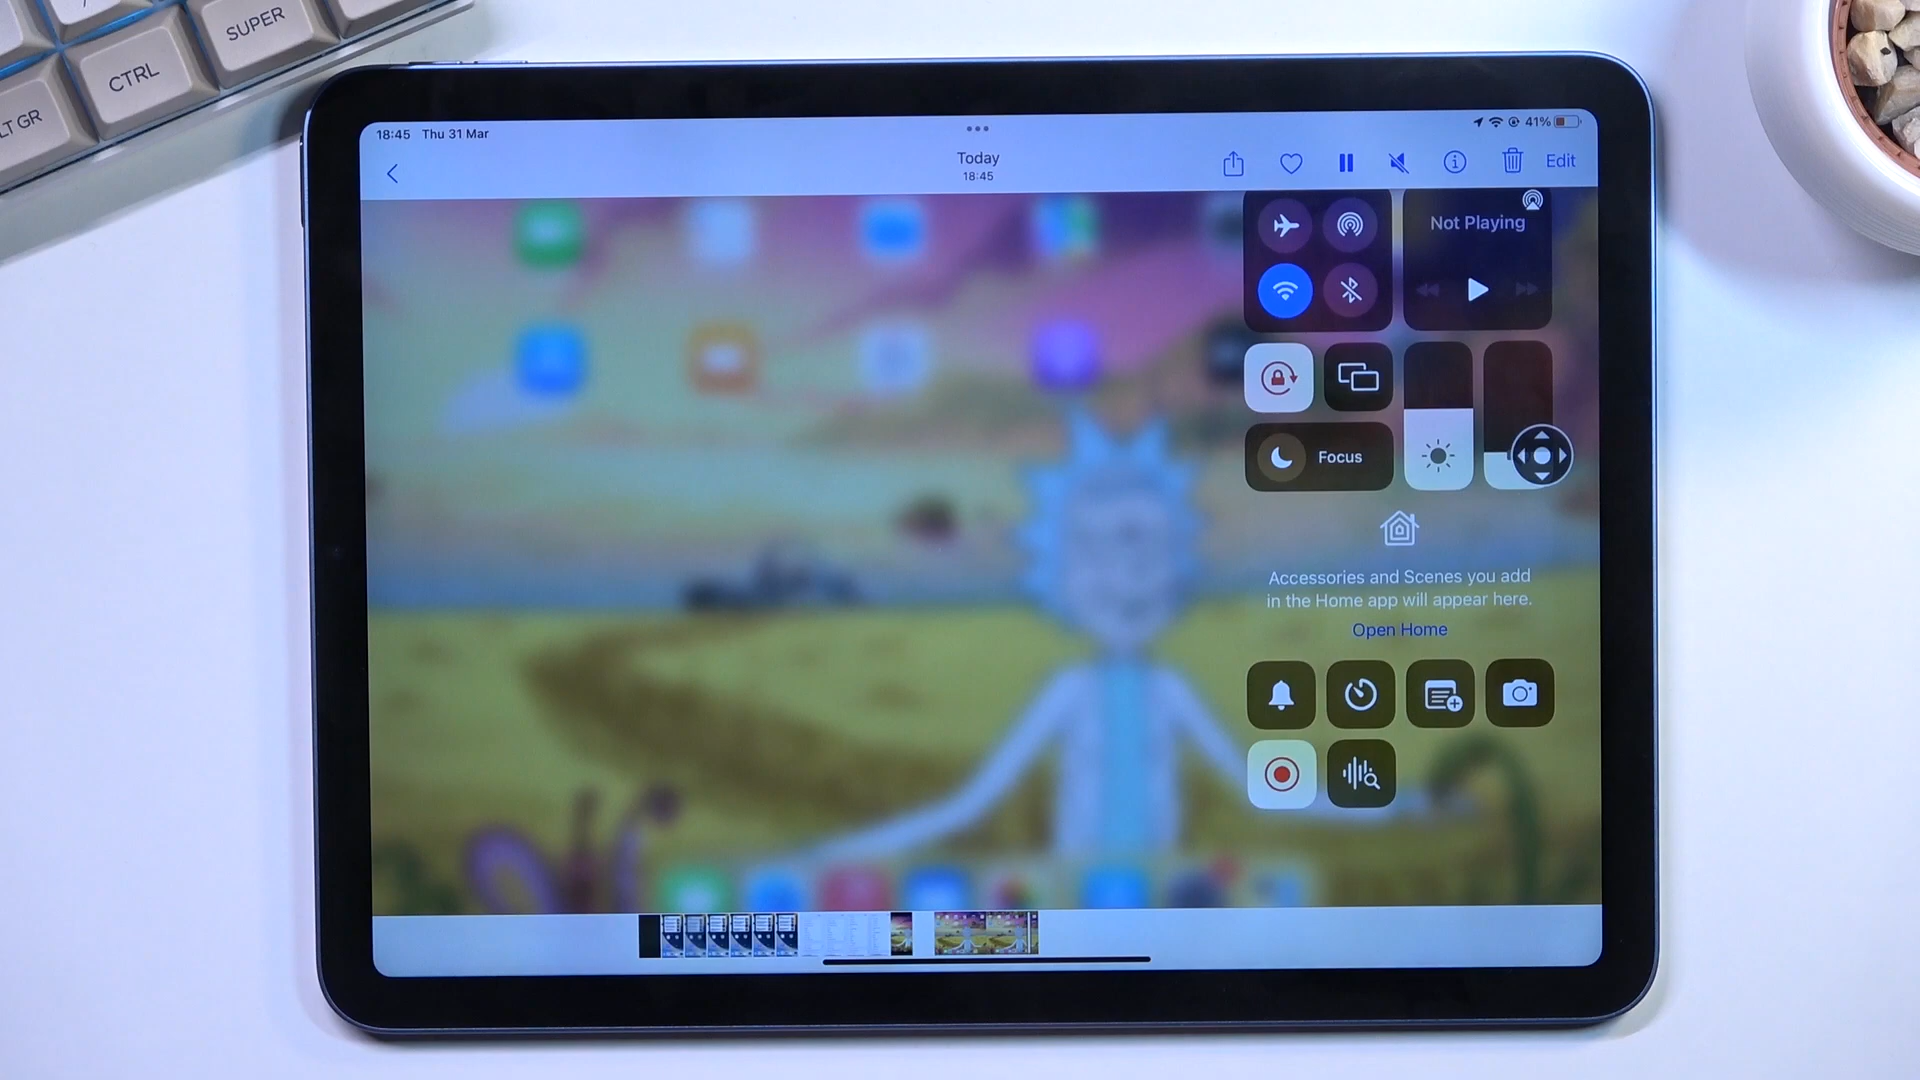 SUPER
CTRL
LT GR
18:45 Thu 31 Mar
41%
Today
18:45
Edit
Not Playing
Focus
Accessories and Scenes you add
in the Home app will appear here.
Open Home